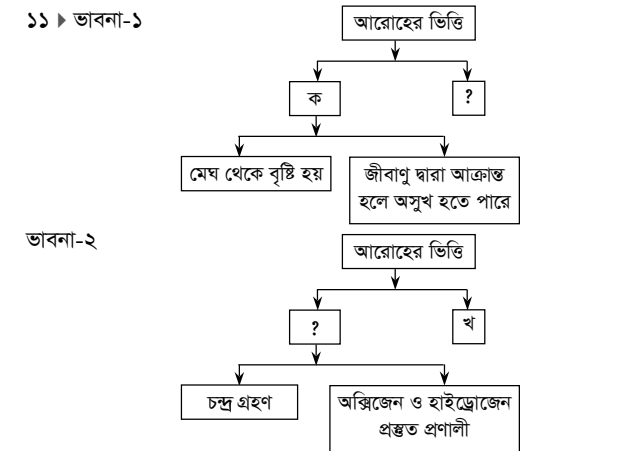 ১১ ▶ ভাবনা-১
আরোহের ভিত্তি
ক
?
মেঘ থেকে বৃষ্টি হয়
জীবাণু দ্বারা আক্রান্ত
হলে অসুখ হতে পারে
ভাবনা-২
আরোহের ভিত্তি
?
খ
চন্দ্র গ্রহণ
অক্সিজেন ও হাইড্রোজেন
প্রস্তুত প্রণালী